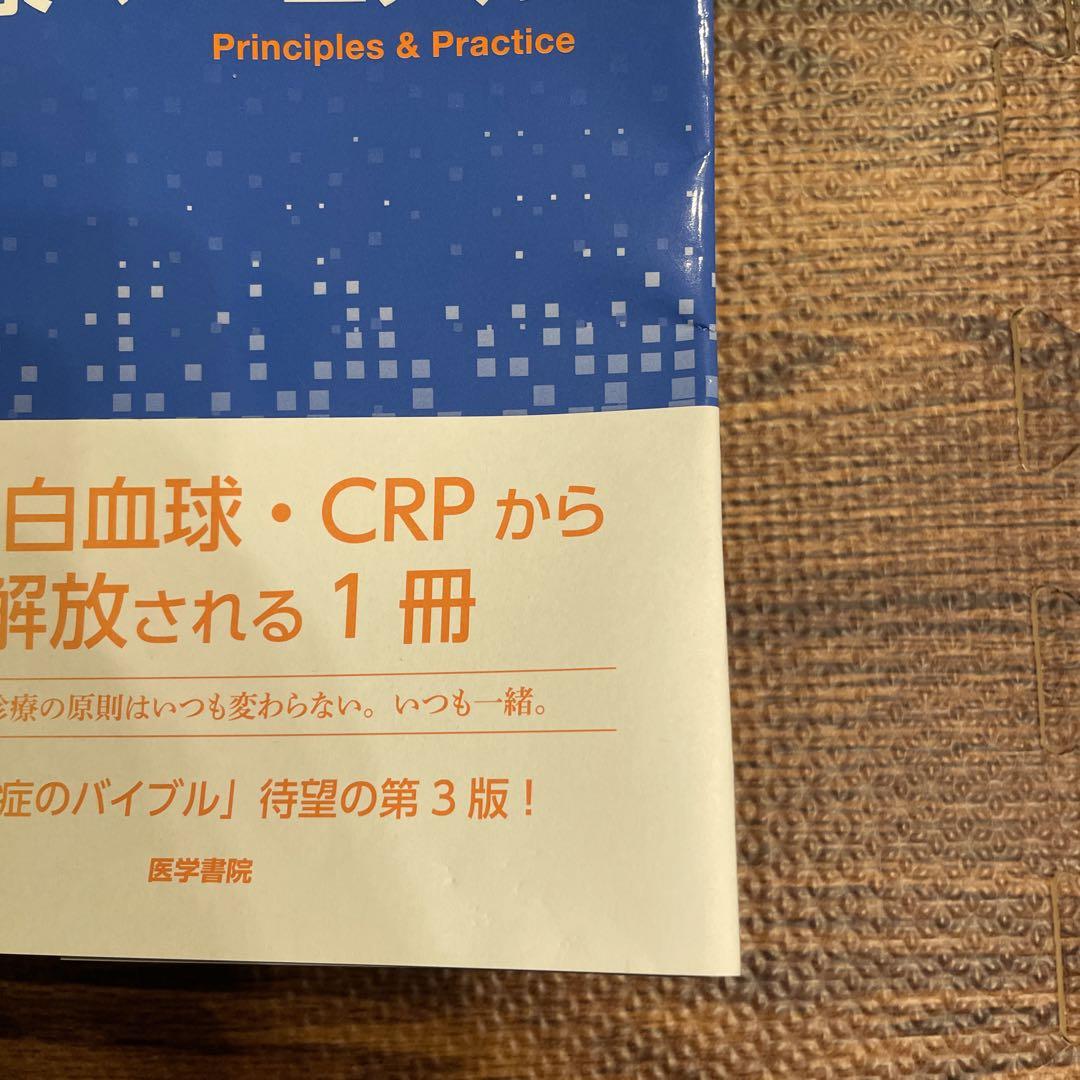 Principles & Practice
白血球・CRPから
解放される1冊
療の原則はいつも変わらない。いつも一緒。
症のバイブル」待望の第3版！
医学書院